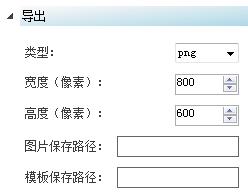 导出
类型： png
宽度（像素）： 800
高度（像素）： 600
图片保存路径：
模板保存路径：